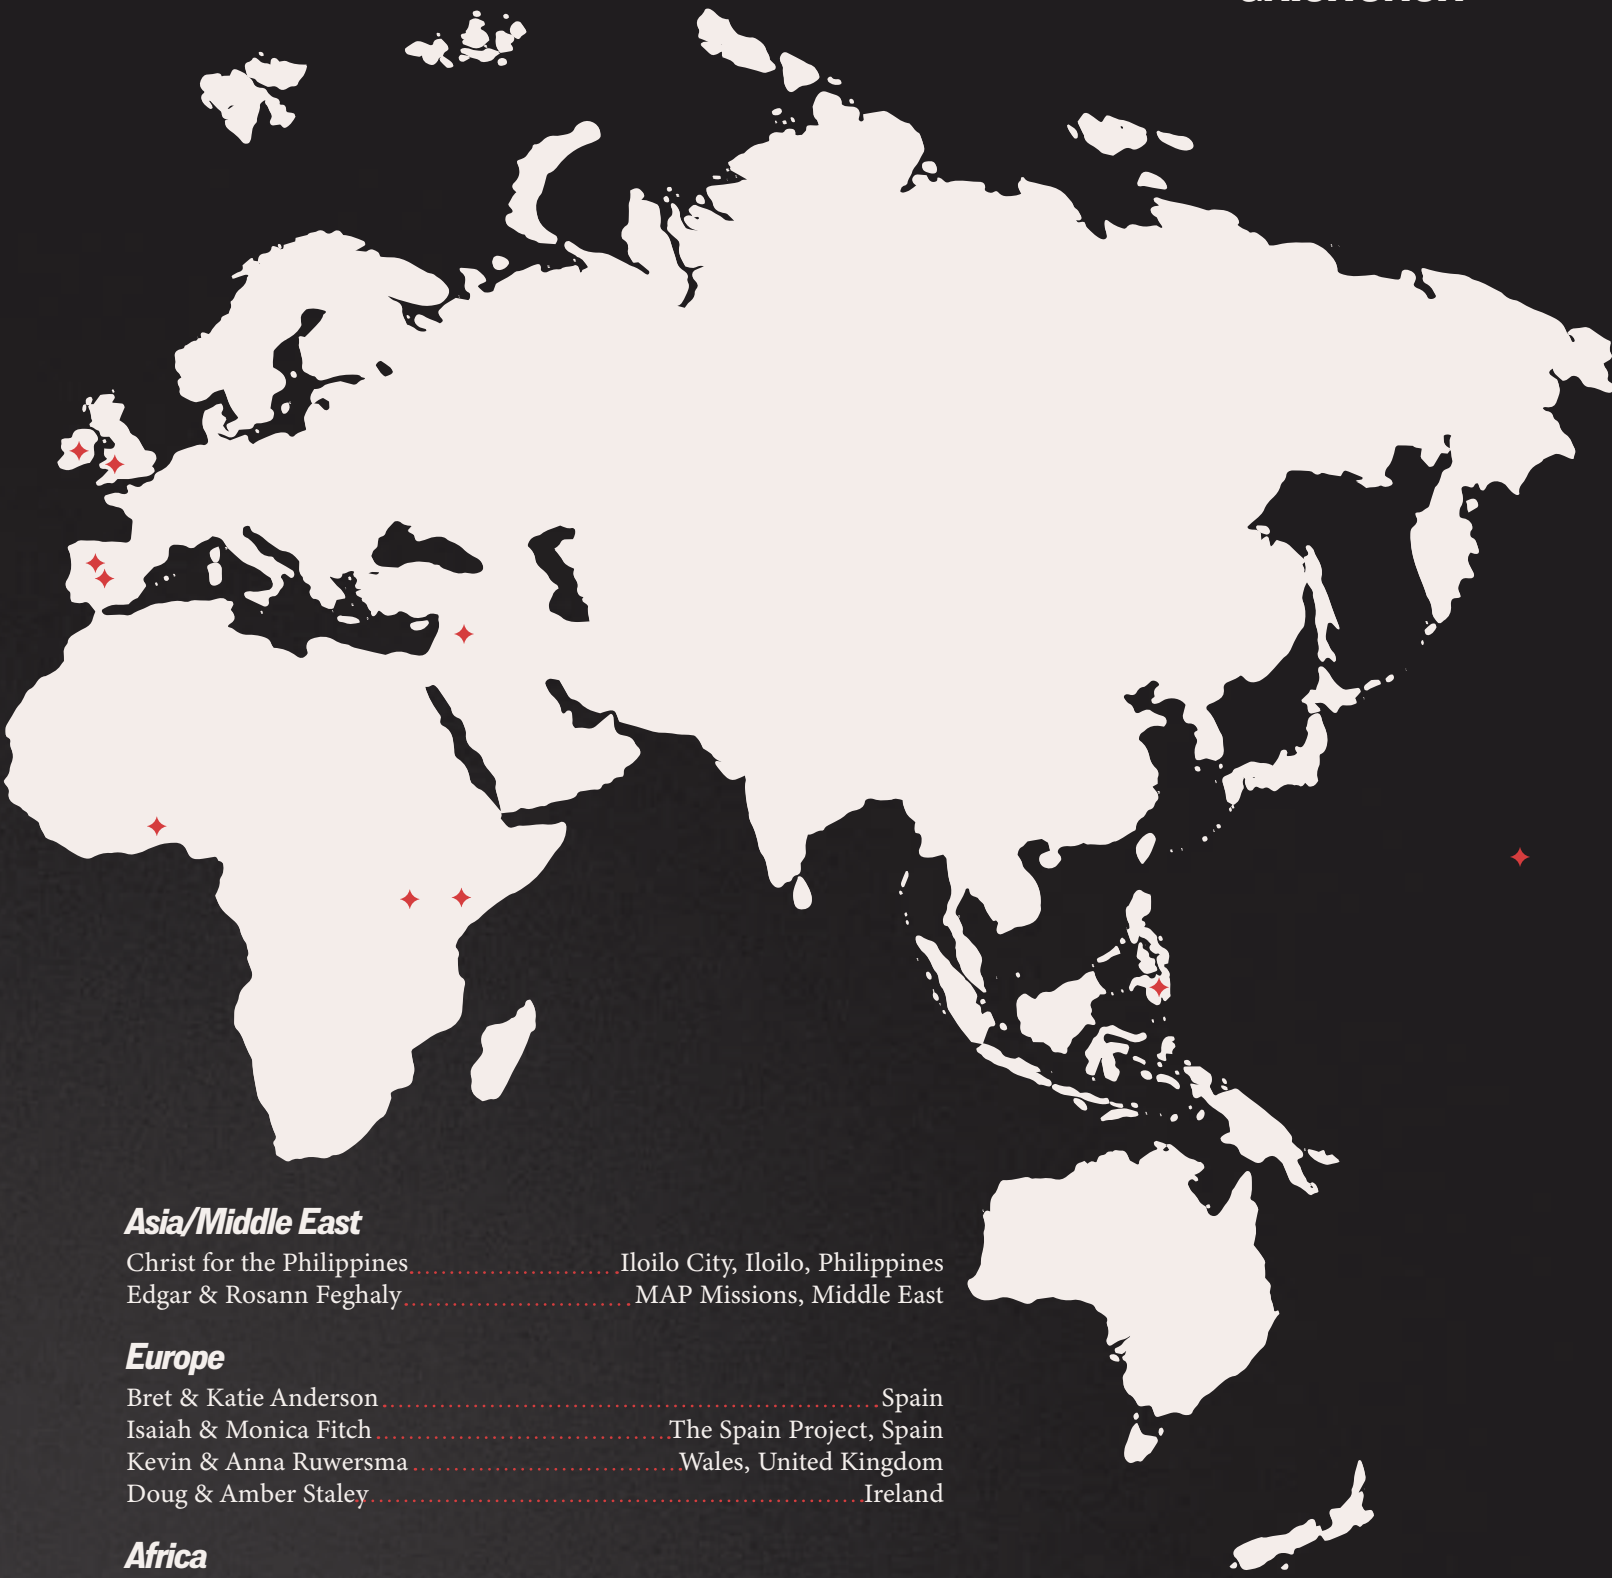 Asia/Middle East
Christ for the Philippines........................Iloilo City, Iloilo, Philippines
Edgar & Rosann Feghaly..........................MAP Missions, Middle East
Europe
Bret & Katie Anderson.........................................................Spain
Isaiah & Monica Fitch..................................The Spain Project, Spain
Kevin & Anna Ruwersma...............................Wales, United Kingdom
Doug & Amber Staley.........................................................Ireland
Africa